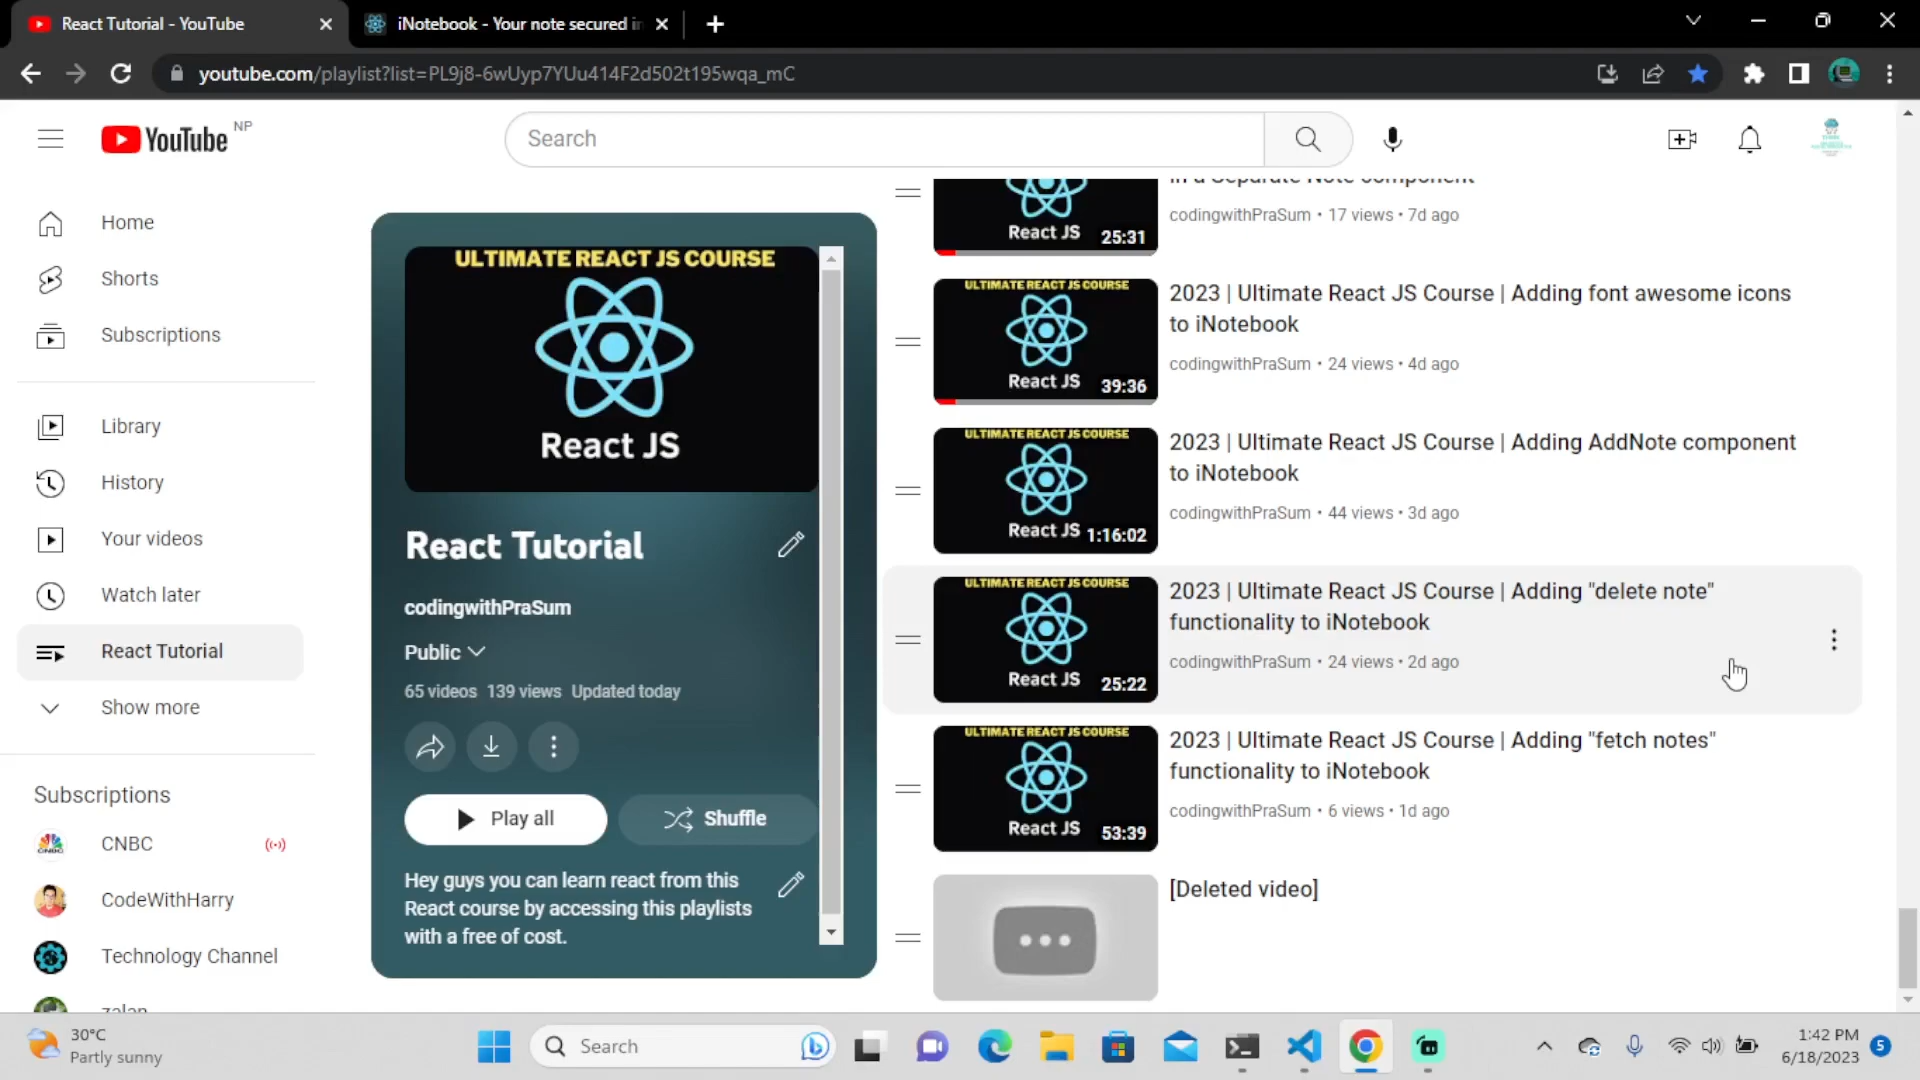 React Tutorial - YouTube
iNotebook - Your note secured in
youtube.com/playlist?list=PL9j8-6wUyp7YUu414F2d502t195wqa_mC
YouTube NP
Search
Home
Shorts
Subscriptions
Library
History
Your videos
Watch later
React Tutorial
Show more
Subscriptions
CNBC
CodeWithHarry
Technology Channel
zalan
ULTIMATE REACT JS COURSE
React JS
React Tutorial
codingwithPraSum
Public
65 videos 139 views Updated today
Play all
Shuffle
Hey guys you can learn react from this
React course by accessing this playlists
with a free of cost.
React JS 25:31
in a Separate Note component
codingwithPraSum • 17 views • 7d ago
ULTIMATE REACT JS COURSE
React JS 39:36
2023 | Ultimate React JS Course | Adding font awesome icons
to iNotebook
codingwithPraSum • 24 views • 4d ago
ULTIMATE REACT JS COURSE
React JS 1:16:02
2023 | Ultimate React JS Course | Adding AddNote component
to iNotebook
codingwithPraSum • 44 views • 3d ago
ULTIMATE REACT JS COURSE
React JS 25:22
2023 | Ultimate React JS Course | Adding "delete note"
functionality to iNotebook
codingwithPraSum • 24 views • 2d ago
ULTIMATE REACT JS COURSE
React JS 53:39
2023 | Ultimate React JS Course | Adding "fetch notes"
functionality to iNotebook
codingwithPraSum • 6 views • 1d ago
[Deleted video]
30°C
Partly sunny
Search
1:42 PM
6/18/2023
5